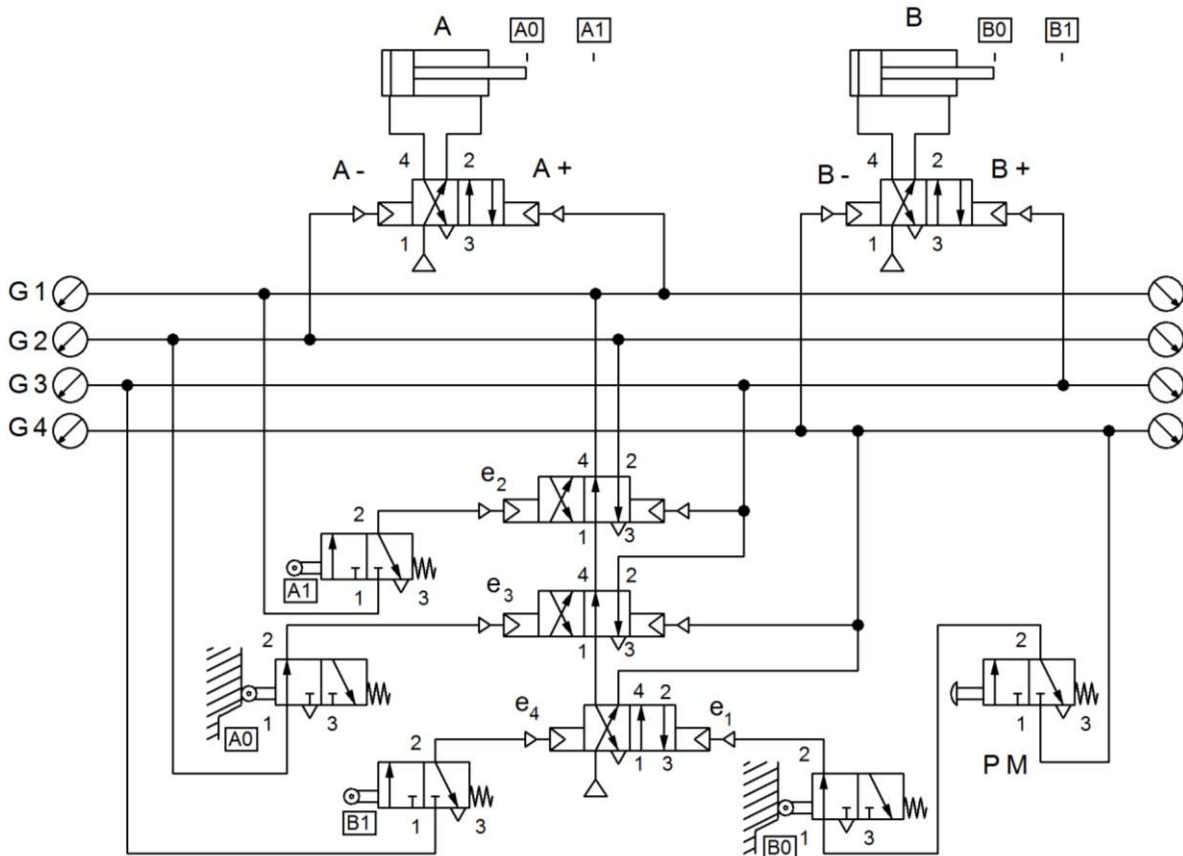 A A0 A1 B B0 B1
A - 4 2 A + B - 4 2 B +
1 3 1 3
G 1
G 2
G 3
G 4
e2 4 2
2 1 3
A1 1 3 e3 4 2
2 1 3 2
A0 1 3 e4 4 2 e1 1 3
2 1 3 2 P M
B1 1 3 B0 1 3